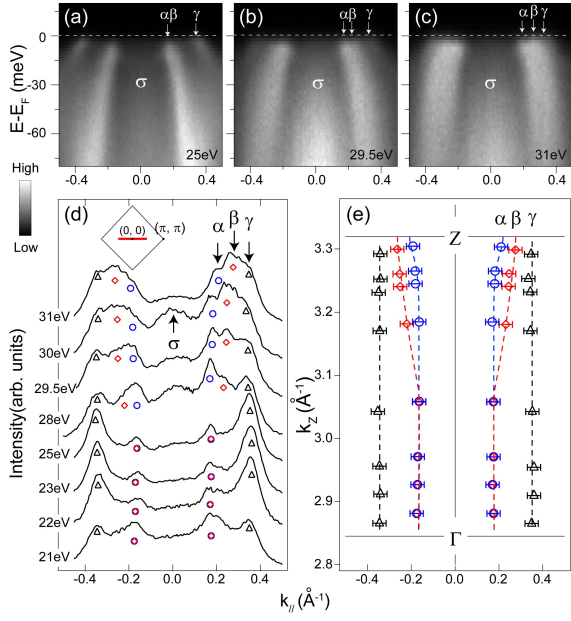 (a)
αβ
γ
(b)
αβ
γ
(c)
αβ
γ
0
-30
-60
E-E_F (meV)
σ
σ
σ
25eV
29.5eV
31eV
0.0
0.4
-0.4
0.0
0.4
-0.4
0.0
0.4
High
Low
(d)
(0, 0)
(π, π)
α
β
γ
σ
31eV
30eV
29.5eV
28eV
25eV
23eV
22eV
21eV
Intensity(arb. units)
-0.4
-0.2
0.0
0.2
0.4
(e)
Z
α
β
γ
Γ
3.3
3.2
3.1
3.0
2.9
2.8
k_Z (Å⁻¹)
-0.4
-0.2
0.0
0.2
0.4
k_// (Å⁻¹)